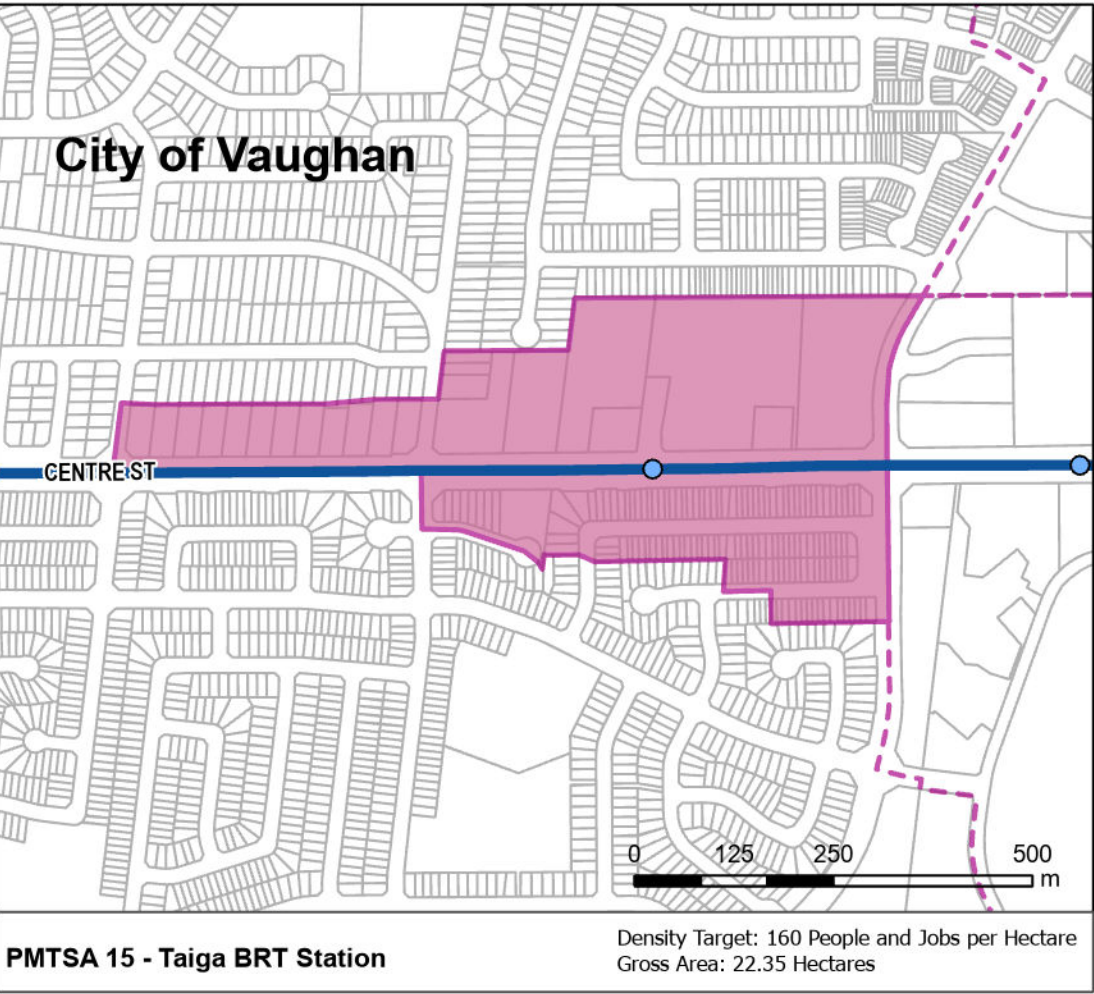 City of Vaughan
CENTRE ST
0 125 250 500
m
PMTSA 15 - Taiga BRT Station
Density Target: 160 People and Jobs per Hectare
Gross Area: 22.35 Hectares